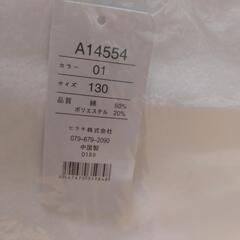 A14554
カラー 01
サイズ 130
品質 綿 80%
ポリエステル 20%
ヒラキ株式会社
079-679-2090
中国製
0189